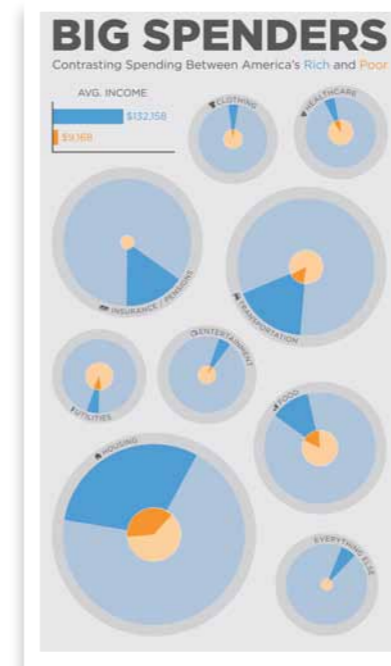 BIG SPENDERS
Contrasting Spending Between America's Rich and Poor.
AVG. INCOME
$132,158
$9,168
CLOTHING
HEALTHCARE
INSURANCE / PENSIONS
TRANSPORTATION
UTILITIES
ENTERTAINMENT
FOOD
HOUSING
EVERYTHING ELSE